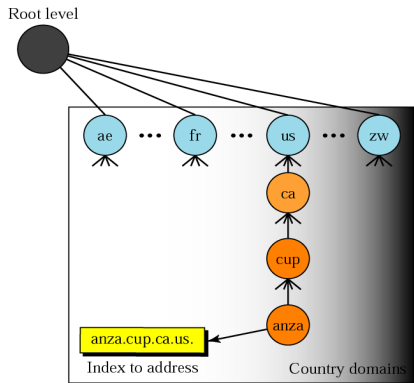 Root level
ae ••• fr ••• us ••• zw
ca
cup
anza
anza.cup.ca.us.
Index to address
Country domains